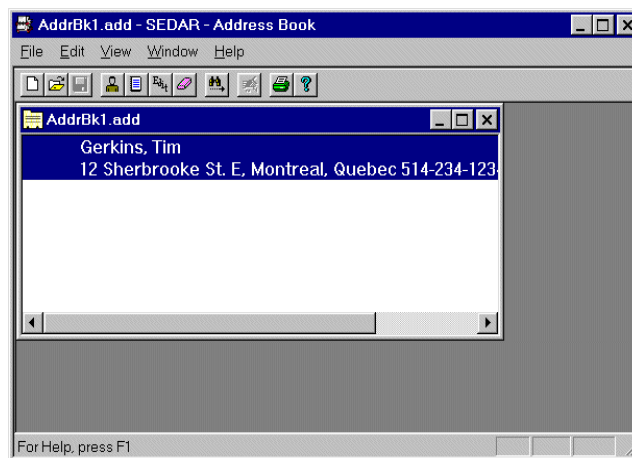 AddrBk1.add - SEDAR - Address Book
File Edit View Window Help
AddrBk1.add
Gerkins, Tim
12 Sherbrooke St. E, Montreal, Quebec 514-234-123
For Help, press F1